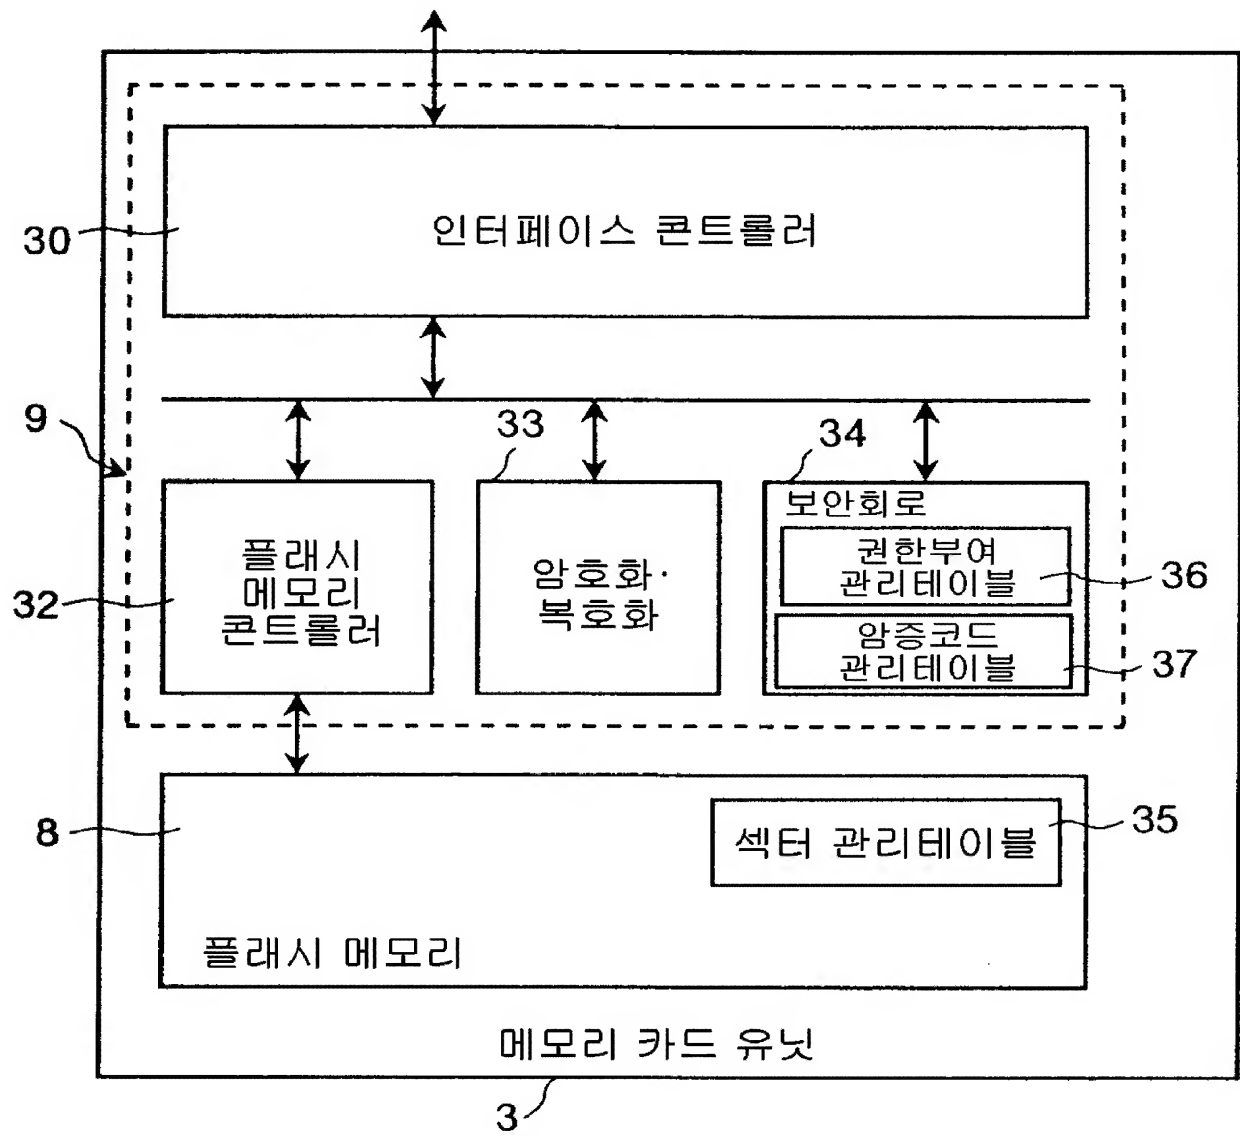 30
인터페이스 콘트롤러
9
33
34
보안회로
플래시
메모리
콘트롤러
32
암호화·
복호화
권한부여
관리테이블
36
암증코드
관리테이블
37
8
섹터 관리테이블
35
플래시 메모리
메모리 카드 유닛
3